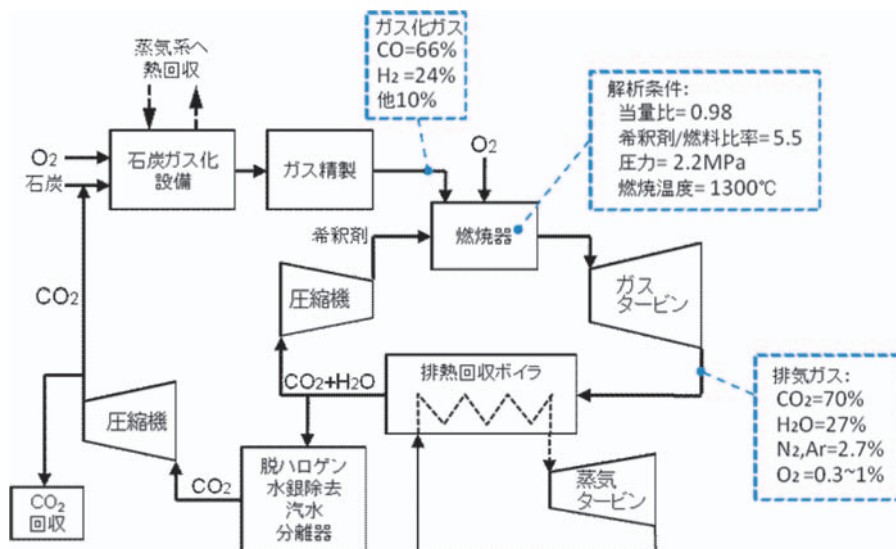 蒸気系へ
熱回収
O₂
石炭
石炭ガス化
設備
ガス精製
ガス化ガス
CO=66%
H₂ =24%
他10%
O₂
解析条件:
当量比= 0.98
希釈剤/燃料比率= 5.5
圧力= 2.2MPa
燃焼温度= 1300℃
希釈剤
燃焼器
圧縮機
ガス
タービン
CO₂
CO₂+H₂O
排熱回収ボイラ
排気ガス:
CO₂=70%
H₂O=27%
N₂,Ar=2.7%
O₂=0.3~1%
圧縮機
CO₂
脱ハロゲン
水銀除去
汽水
分離器
蒸気
タービン
CO₂
回収